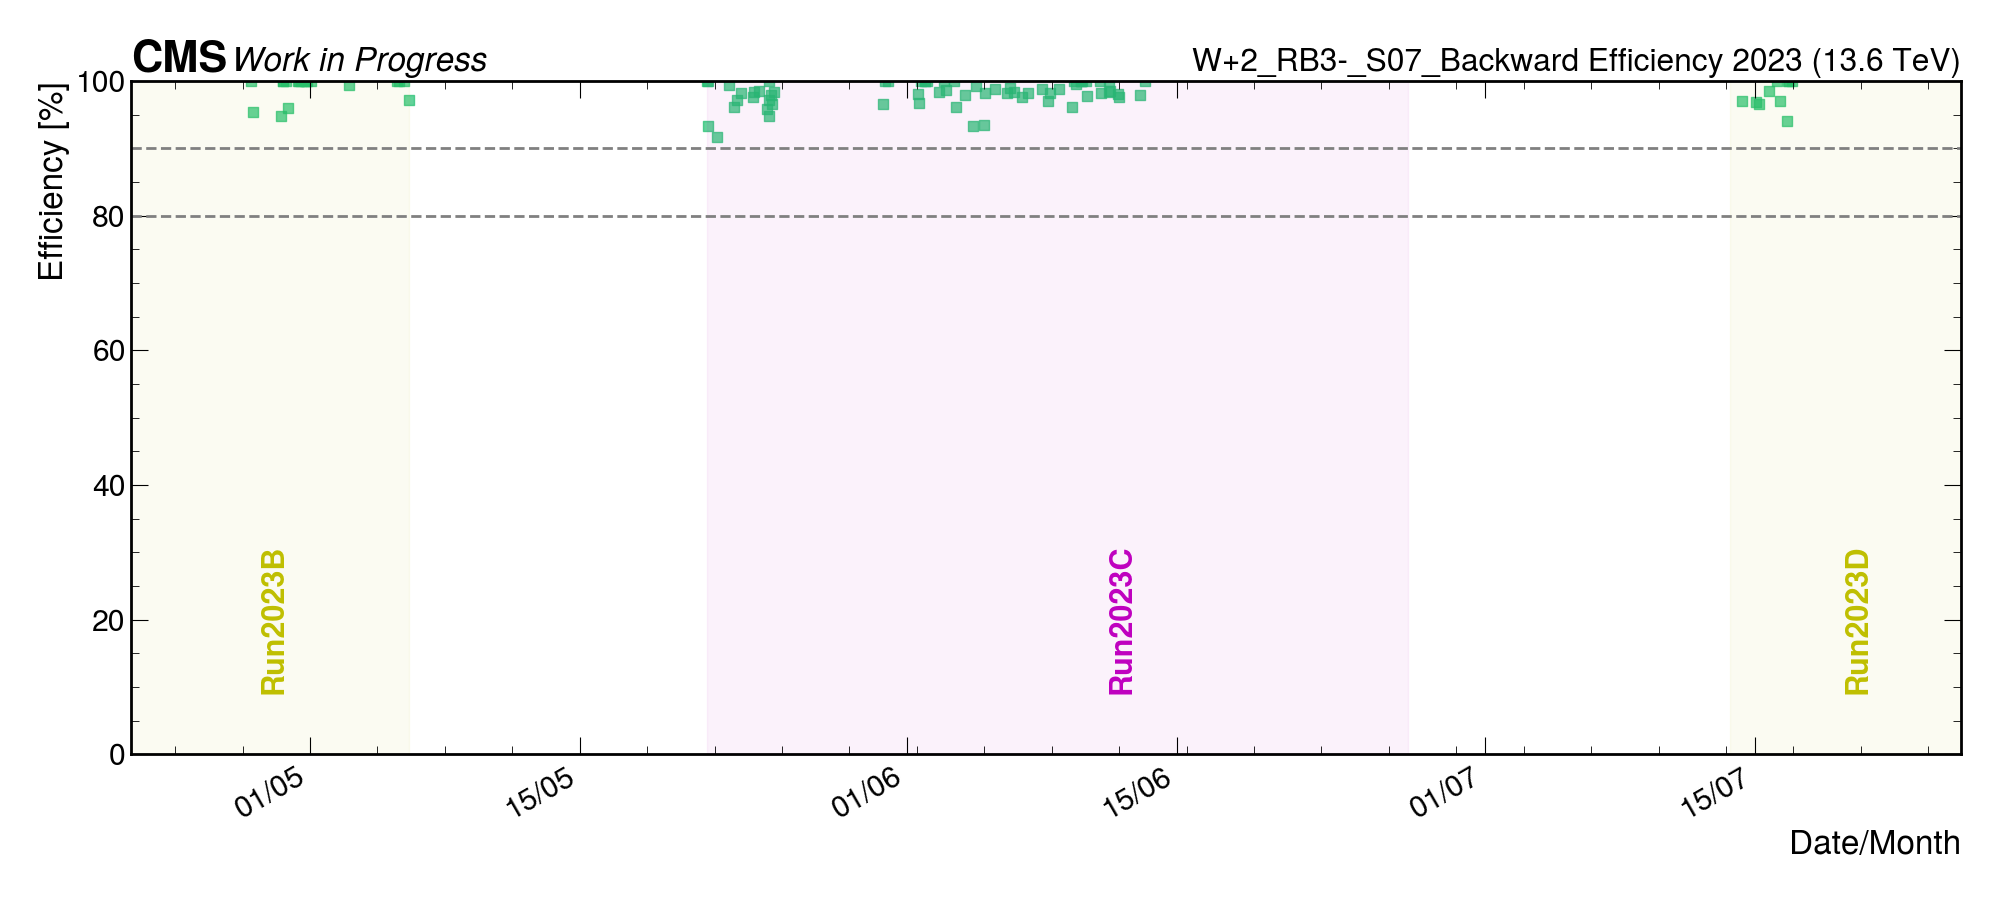 CMS Work in Progress
W+2_RB3-_S07_Backward Efficiency 2023 (13.6 TeV)
Efficiency [%]
100
80
60
40
20
0
Run2023B
Run2023C
Run2023D
01/05
15/05
01/06
15/06
01/07
15/07
Date/Month